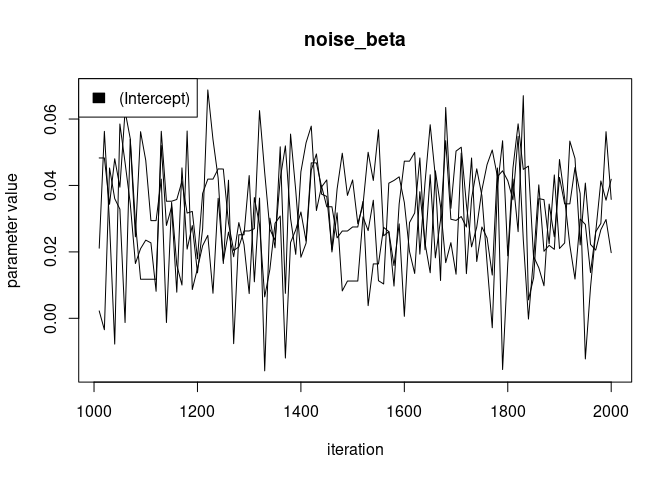 noise_beta
(Intercept)
parameter value
0.06
0.04
0.02
0.00
1000 1200 1400 1600 1800 2000
iteration